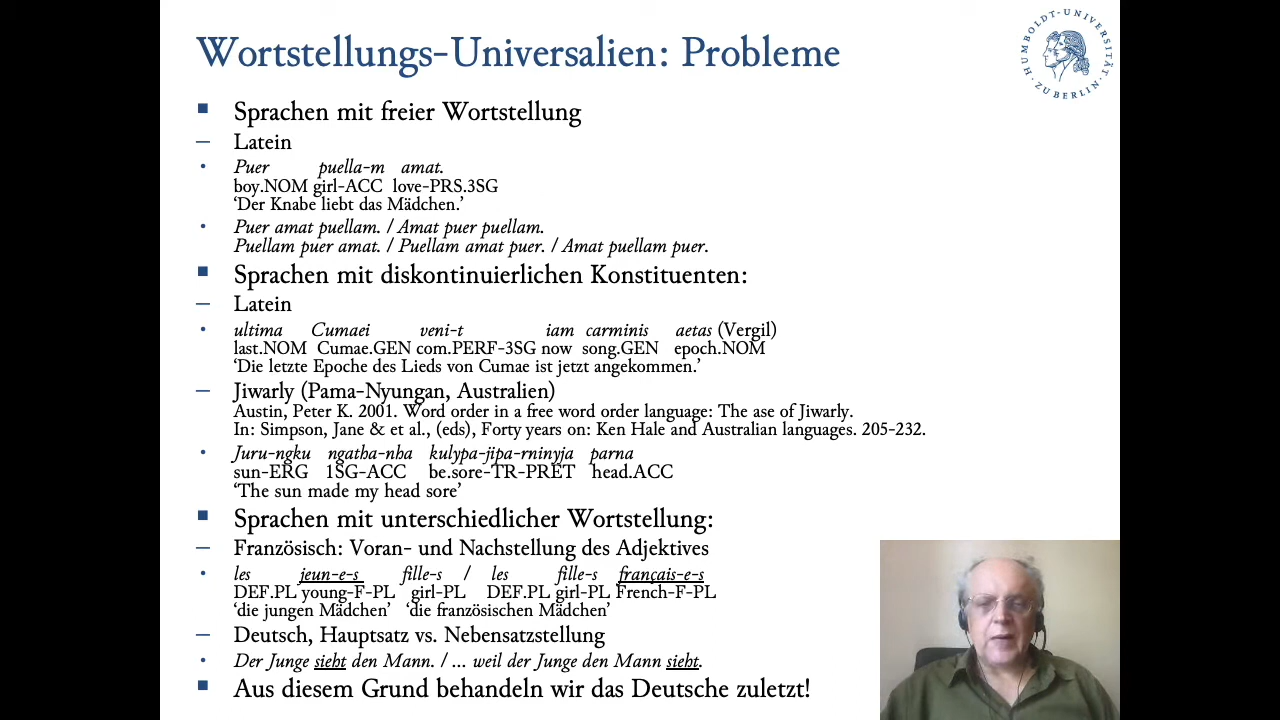 Wortstellungs-Universalien: Probleme
HUMBOLDT-UNIVERSITÄT · ZU BERLIN ·
Sprachen mit freier Wortstellung
Latein
Puer puella-m amat.
boy.NOM girl-ACC love-PRS.3SG
‘Der Knabe liebt das Mädchen.’
Puer amat puellam. / Amat puer puellam.
Puellam puer amat. / Puellam amat puer. / Amat puellam puer.
Sprachen mit diskontinuierlichen Konstituenten:
Latein
ultima Cumaei veni-t iam carminis aetas (Vergil)
last.NOM Cumae.GEN com.PERF-3SG now song.GEN epoch.NOM
‘Die letzte Epoche des Lieds von Cumae ist jetzt angekommen.’
Jiwarly (Pama-Nyungan, Australien)
Austin, Peter K. 2001. Word order in a free word order language: The ase of Jiwarly.
In: Simpson, Jane & et al., (eds), Forty years on: Ken Hale and Australian languages. 205-232.
Juru-ngku ngatha-nha kulypa-jipa-rninyja parna
sun-ERG 1SG-ACC be.sore-TR-PRET head.ACC
‘The sun made my head sore’
Sprachen mit unterschiedlicher Wortstellung:
Französisch: Voran- und Nachstellung des Adjektives
les jeun-e-s fille-s / les fille-s français-e-s
DEF.PL young-F-PL girl-PL DEF.PL girl-PL French-F-PL
‘die jungen Mädchen’ ‘die französischen Mädchen’
Deutsch, Hauptsatz vs. Nebensatzstellung
Der Junge sieht den Mann. / ... weil der Junge den Mann sieht.
Aus diesem Grund behandeln wir das Deutsche zuletzt!